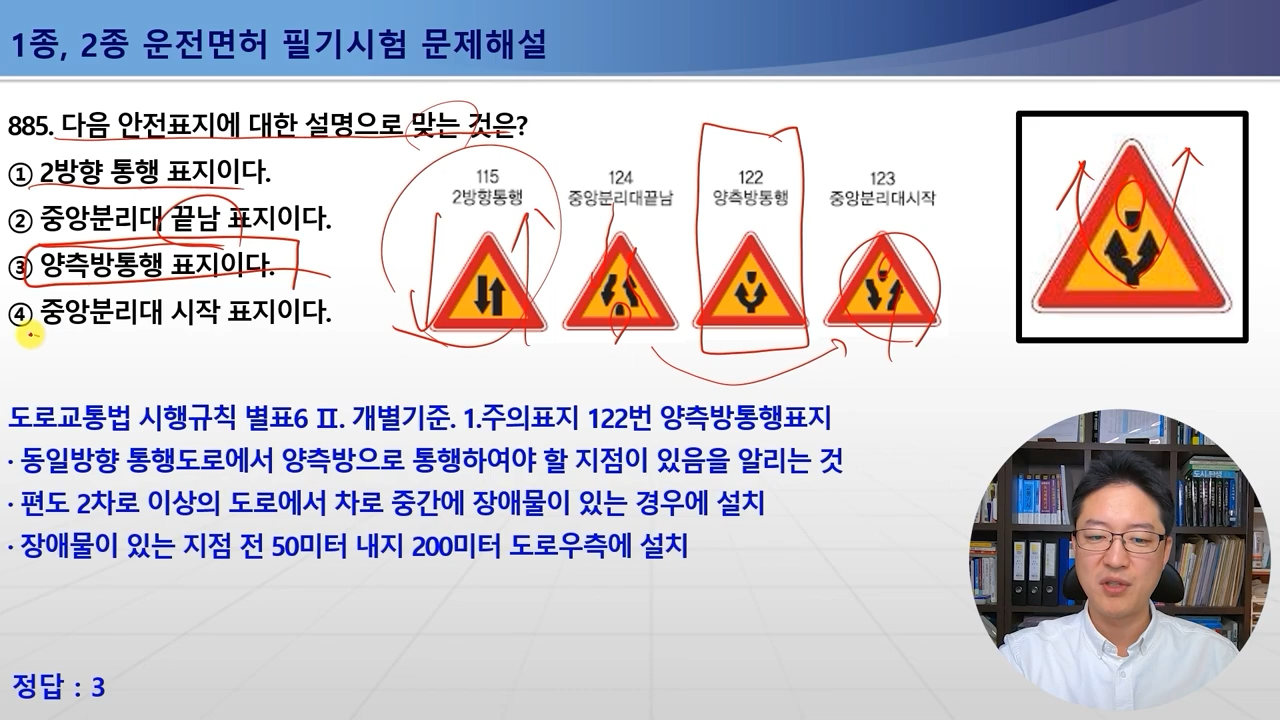 1종, 2종 운전면허 필기시험 문제해설
885. 다음 안전표지에 대한 설명으로 맞는 것은?
① 2방향 통행 표지이다.
② 중앙분리대 끝남 표지이다.
③ 양측방통행 표지이다.
④ 중앙분리대 시작 표지이다.
115
2방향통행
124
중앙분리대끝남
122
양측방통행
123
중앙분리대시작
도로교통법 시행규칙 별표6 Ⅱ. 개별기준. 1.주의표지 122번 양측방통행표지
· 동일방향 통행도로에서 양측방으로 통행하여야 할 지점이 있음을 알리는 것
· 편도 2차로 이상의 도로에서 차로 중간에 장애물이 있는 경우에 설치
· 장애물이 있는 지점 전 50미터 내지 200미터 도로우측에 설치
정답 : 3